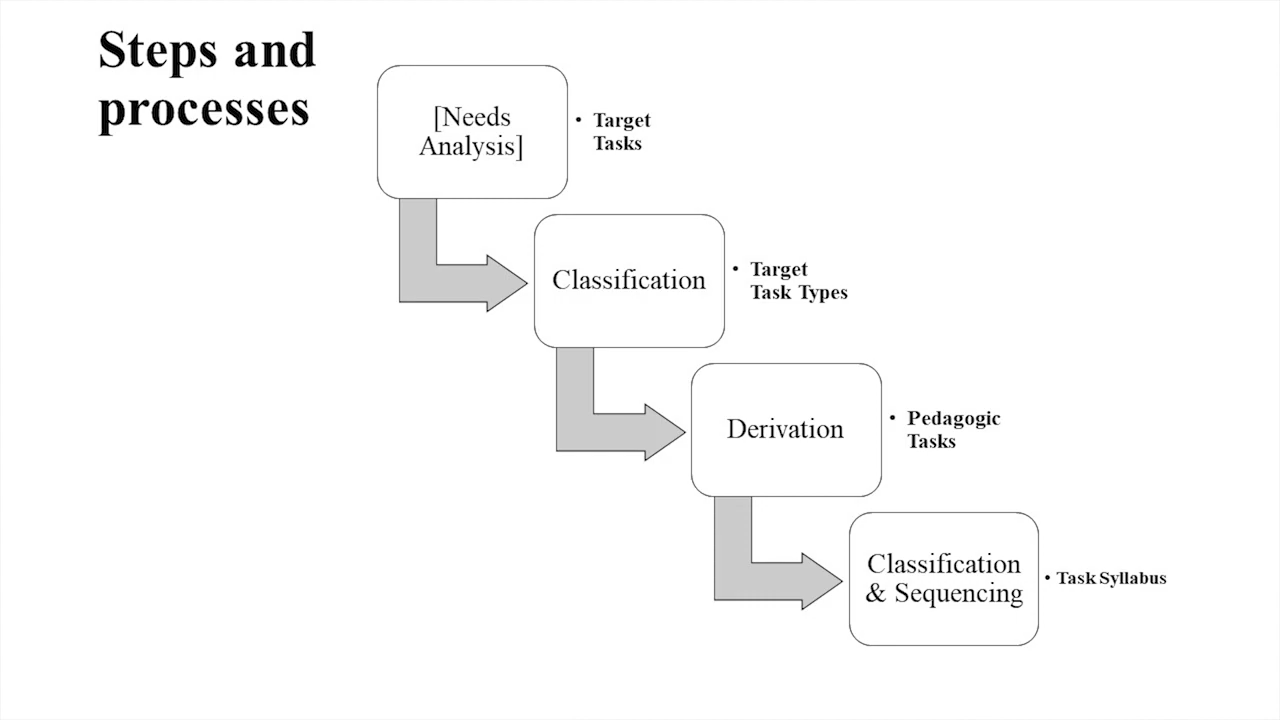 Steps and
processes
[Needs
Analysis]
• Target
Tasks
Classification
• Target
Task Types
Derivation
• Pedagogic
Tasks
Classification
& Sequencing
• Task Syllabus